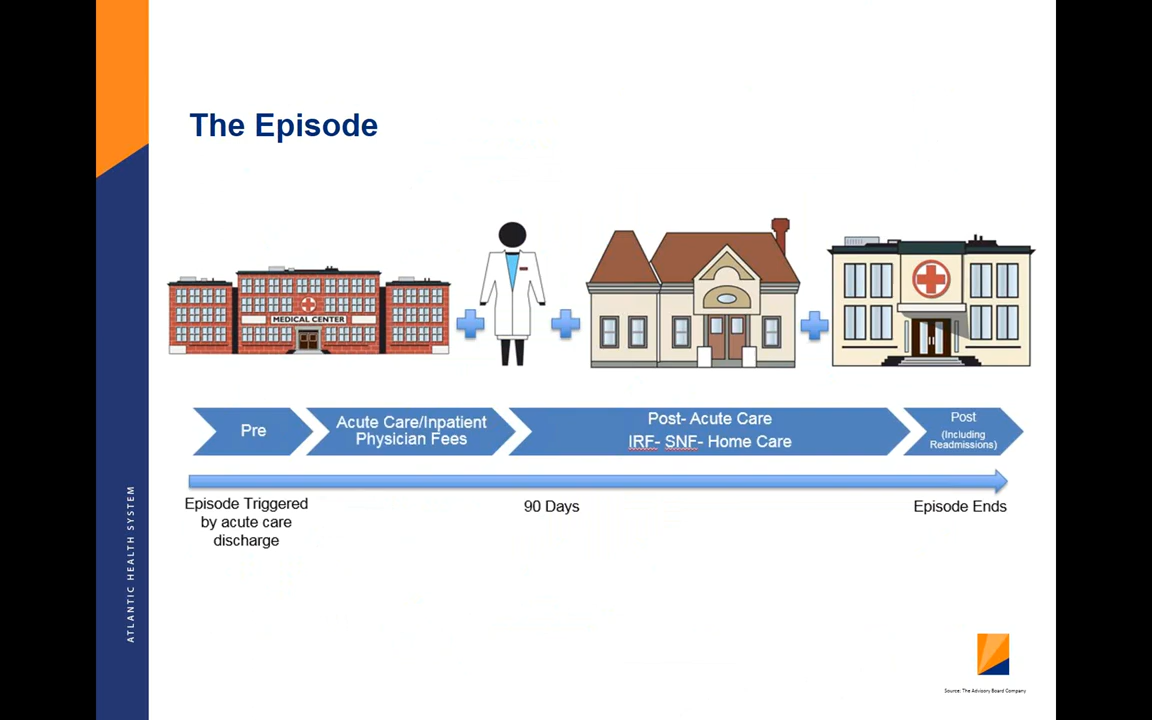 The Episode
MEDICAL CENTER
Pre
Acute Care/Inpatient
Physician Fees
Post- Acute Care
IRF- SNF- Home Care
Post
(Including
Readmissions)
Episode Triggered
by acute care
discharge
90 Days
Episode Ends
ATLANTIC HEALTH SYSTEM
Source: The Advisory Board Company